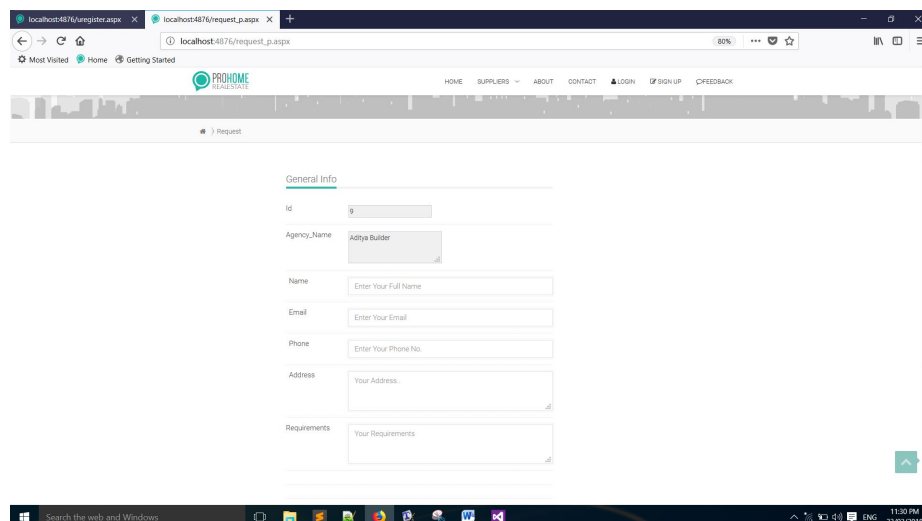 localhost:4876/uregister.aspx
localhost:4876/request_p.aspx
localhost:4876/request_p.aspx
80%
Most Visited Home Getting Started
PROHOME
REALESTATE
HOME SUPPLIERS ABOUT CONTACT LOGIN SIGN UP FEEDBACK
Request
General Info
Id
9
Agency_Name
Aditya Builder
Name
Enter Your Full Name
Email
Enter Your Email
Phone
Enter Your Phone No.
Address
Your Address..
Requirements
Your Requirements
Search the web and Windows
ENG
11:30 PM